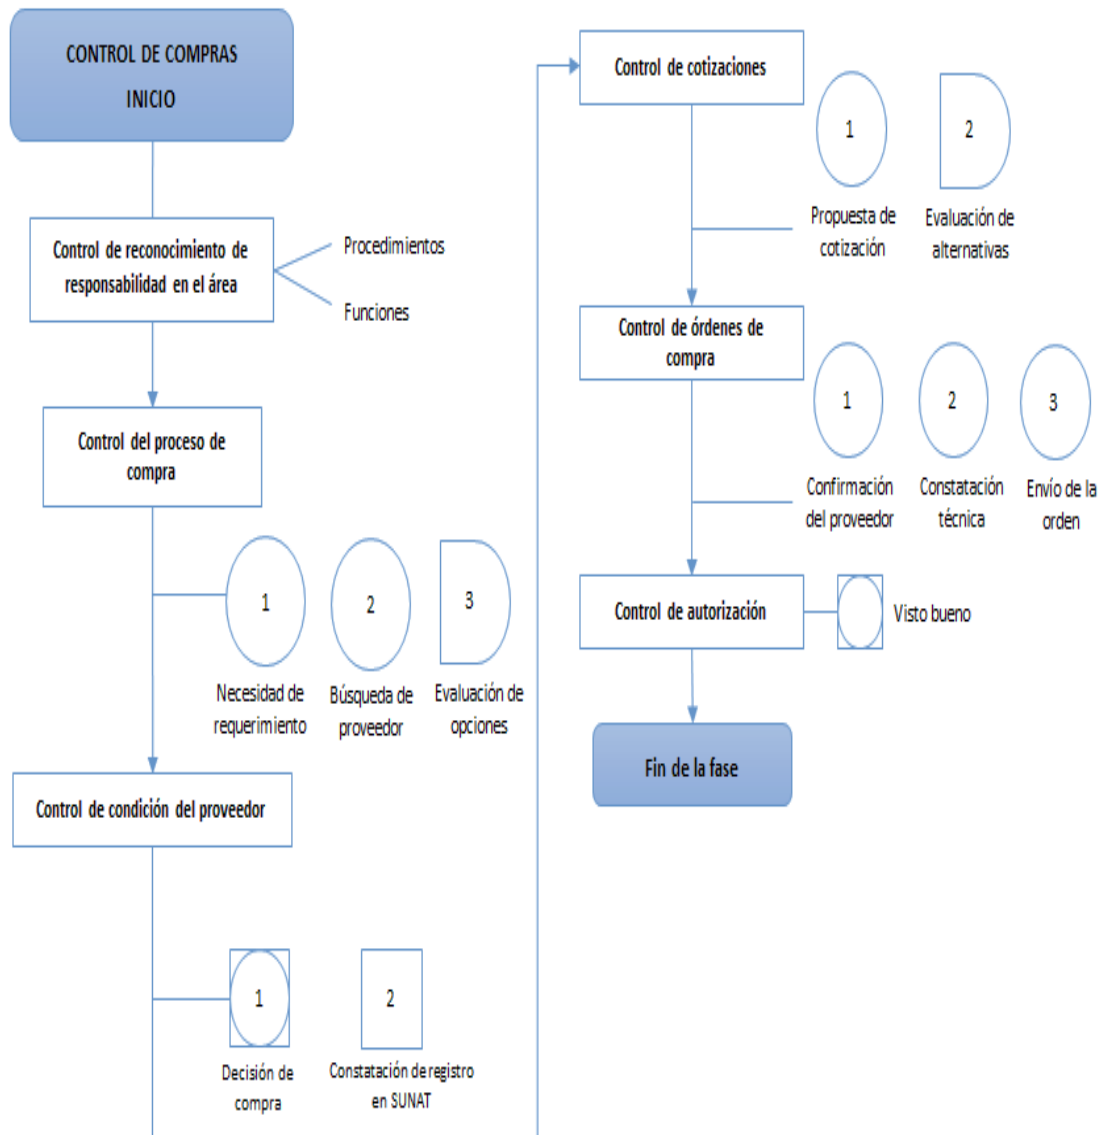 CONTROL DE COMPRAS
INICIO
Control de reconocimiento de
responsabilidad en el área
Procedimientos
Funciones
Control del proceso de
compra
1
2
3
Necesidad de
requerimiento
Búsqueda de
proveedor
Evaluación de
opciones
Control de condición del proveedor
1
2
Decisión de
compra
Constatación de registro
en SUNAT
Control de cotizaciones
1
2
Propuesta de
cotización
Evaluación de
alternativas
Control de órdenes de
compra
1
2
3
Confirmación
del proveedor
Constatación
técnica
Envío de la
orden
Control de autorización
Visto bueno
Fin de la fase